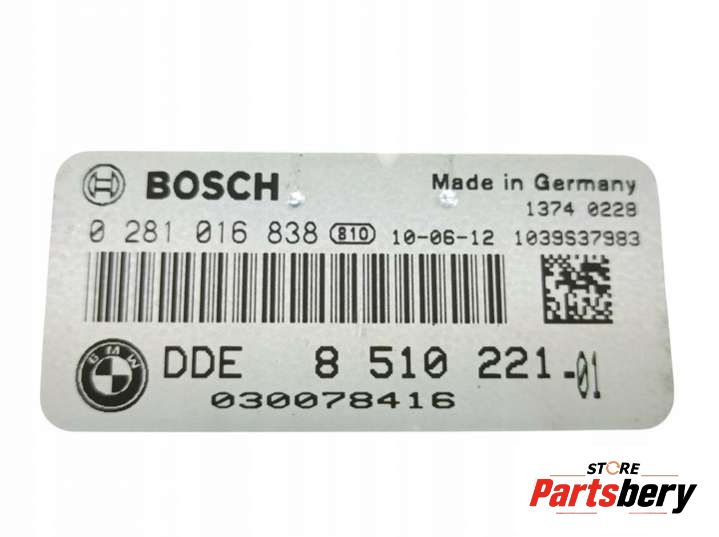 BOSCH Made in Germany
1374 0228
0 281 016 838 810 10-06-12 1039S37983
BMW DDE 8 510 221-01
030078416
STORE
Partsbery